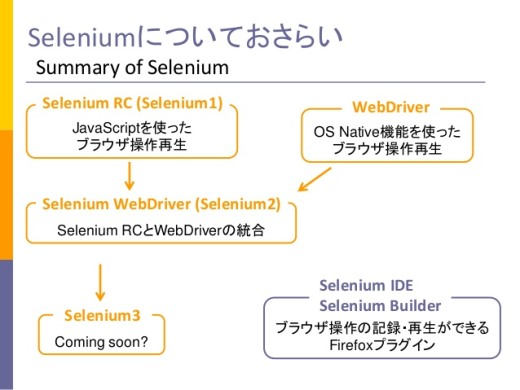 Seleniumについておさらい
Summary of Selenium
Selenium RC (Selenium1)
JavaScriptを使った
ブラウザ操作再生
WebDriver
OS Native機能を使った
ブラウザ操作再生
Selenium WebDriver (Selenium2)
Selenium RCとWebDriverの統合
Selenium3
Coming soon?
Selenium IDE
Selenium Builder
ブラウザ操作の記録・再生ができる
Firefoxプラグイン